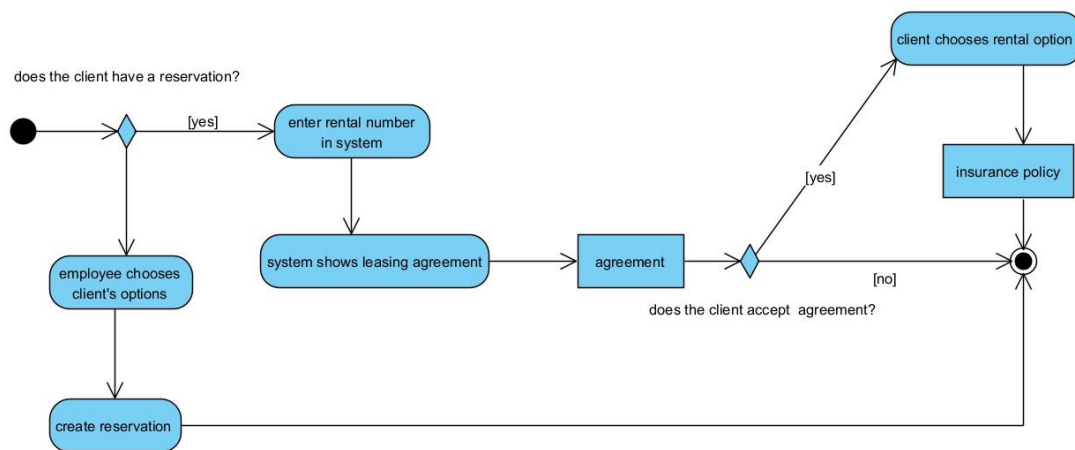 client chooses rental option
does the client have a reservation?
[yes]
enter rental number
in system
[yes]
insurance policy
employee chooses
client's options
system shows leasing agreement
agreement
[no]
does the client accept  agreement?
create reservation